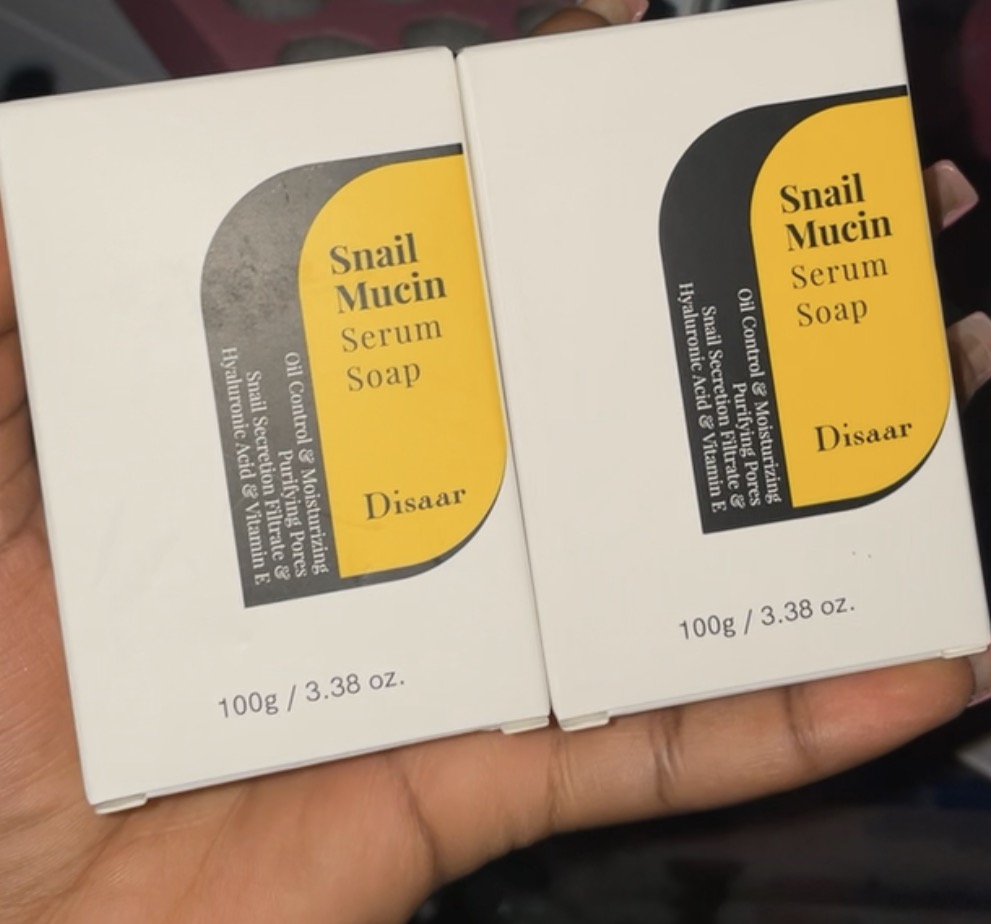 Snail
Mucin
Serum
Soap
Oil Control & Moisturizing
Purifying Pores
Snail Secretion Filtrate &
Hyaluronic Acid & Vitamin E
Disaar
100g / 3.38 oz.
Snail
Mucin
Serum
Soap
Oil Control & Moisturizing
Purifying Pores
Snail Secretion Filtrate &
Hyaluronic Acid & Vitamin E
Disaar
100g / 3.38 oz.